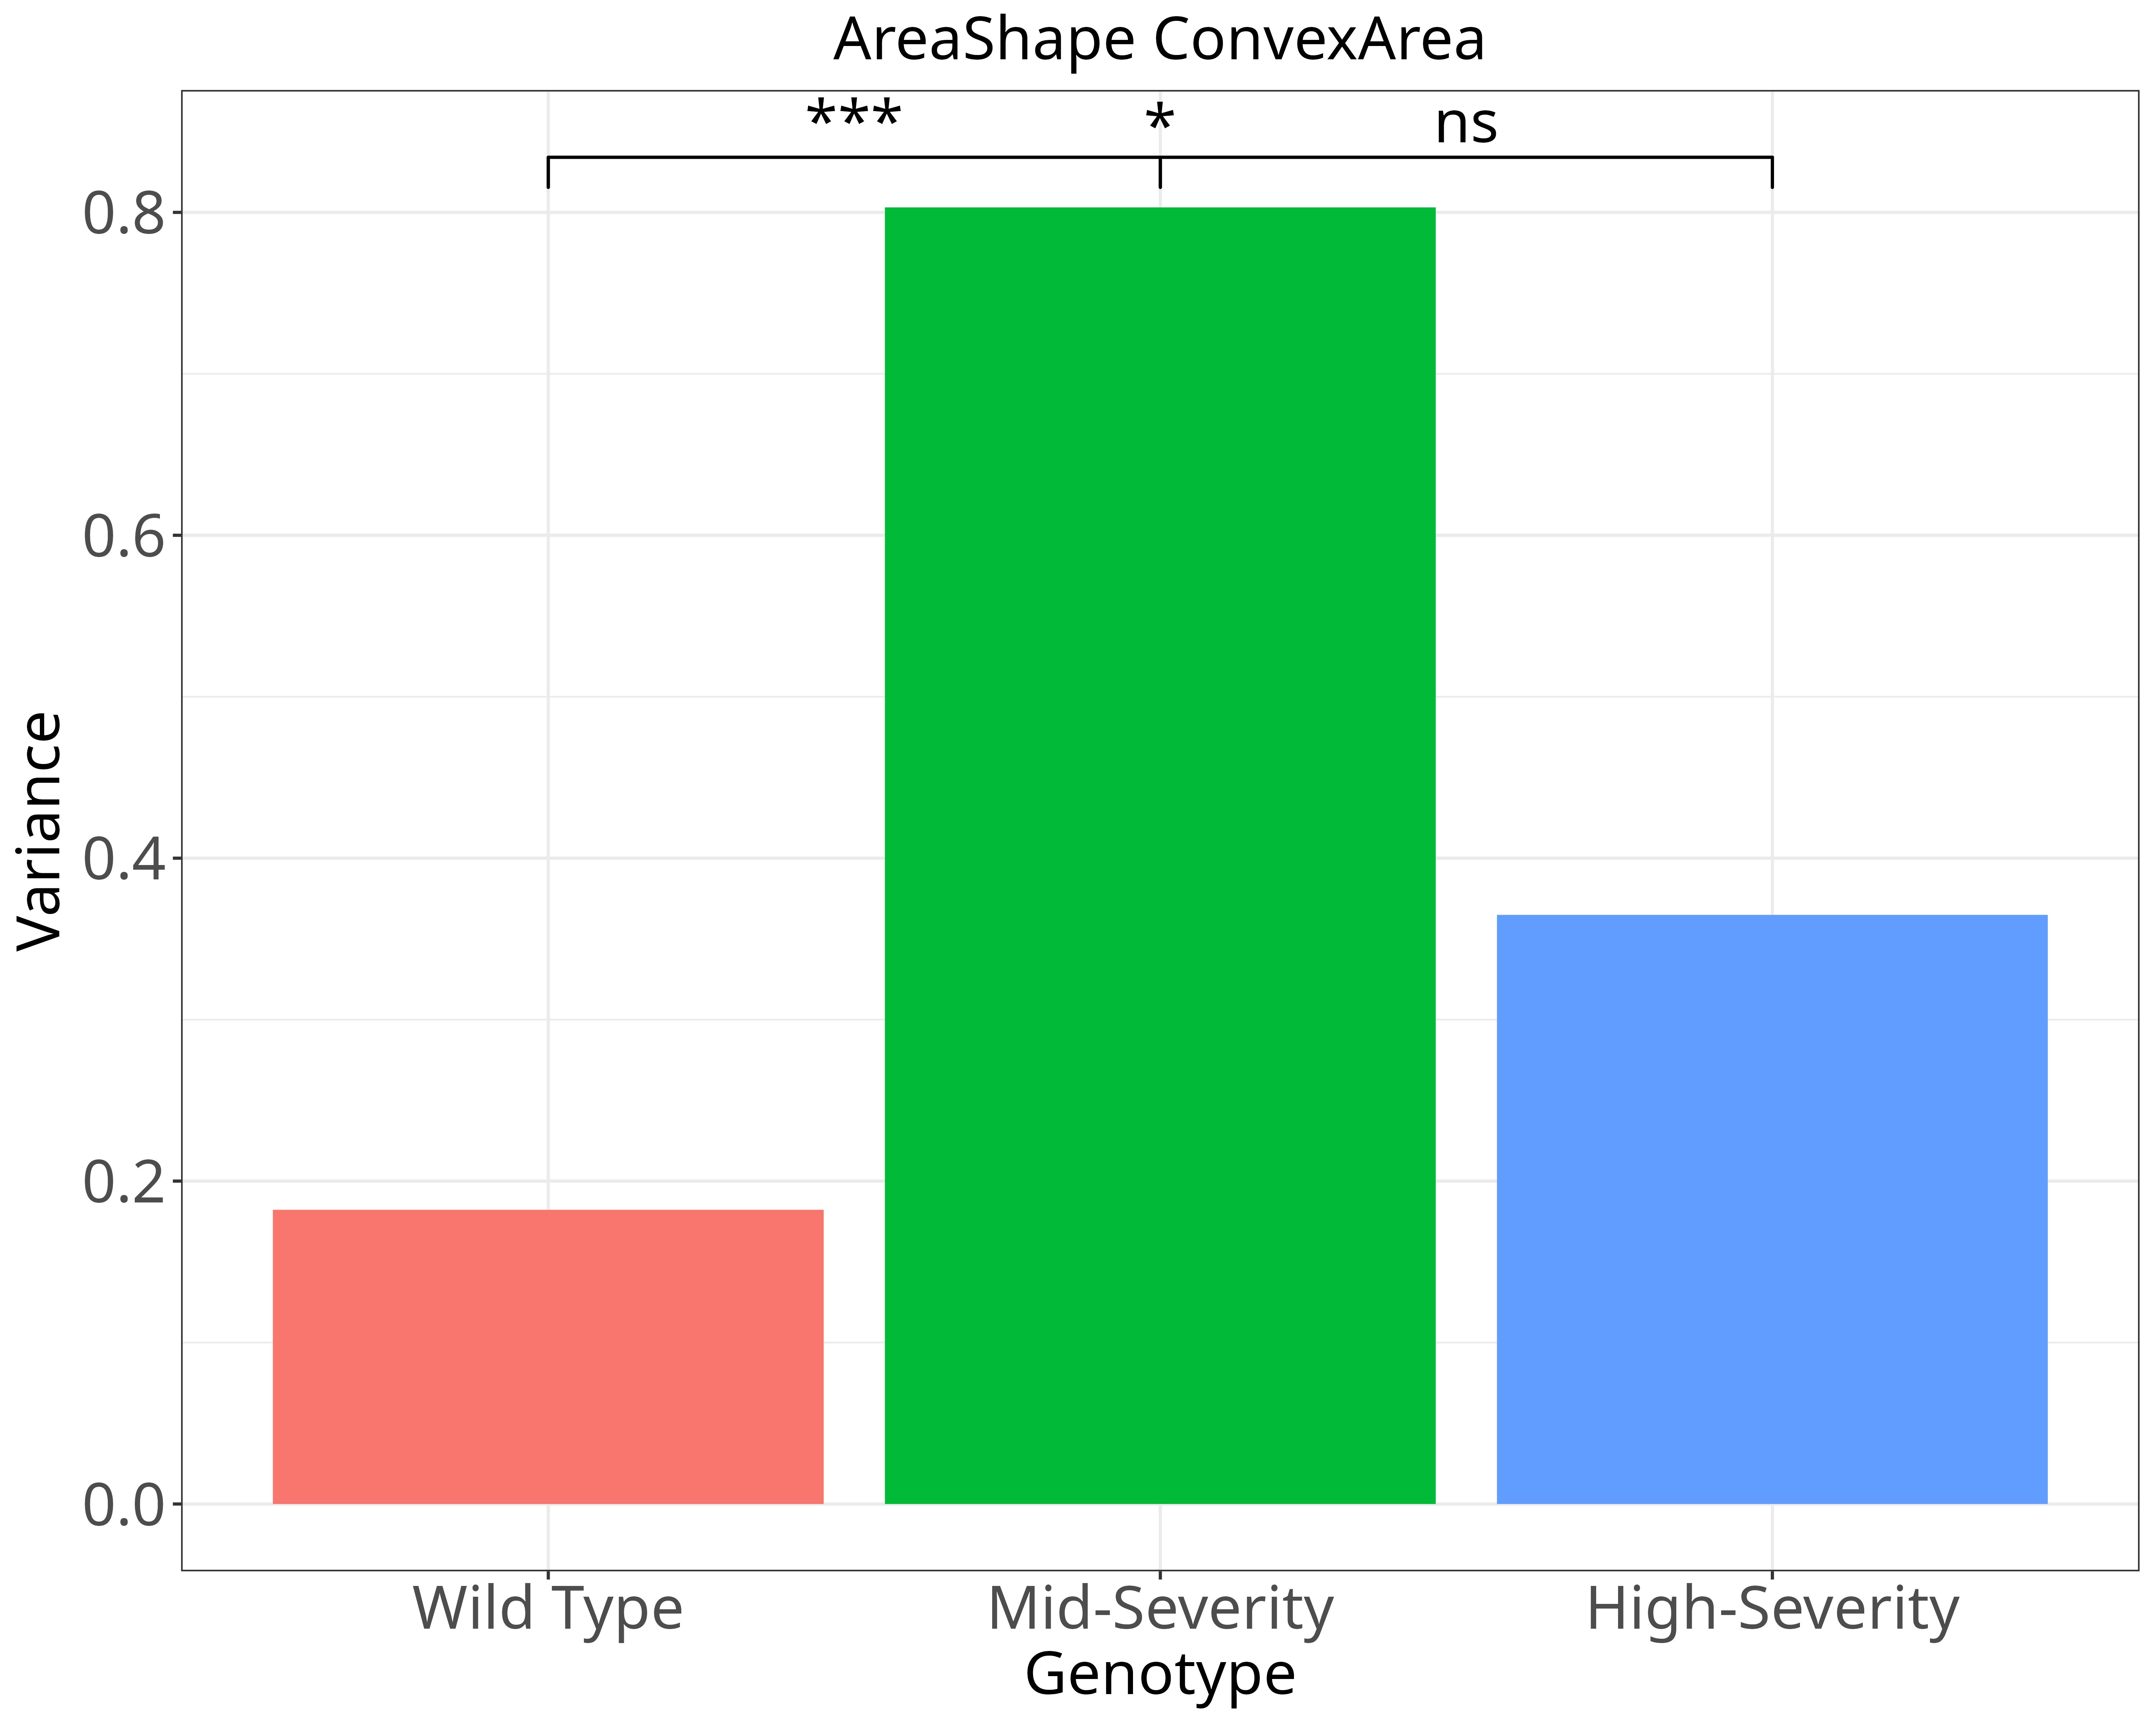 AreaShape ConvexArea
*** * ns
0.8
0.6
0.4
0.2
0.0
Variance
Wild Type Mid-Severity High-Severity
Genotype